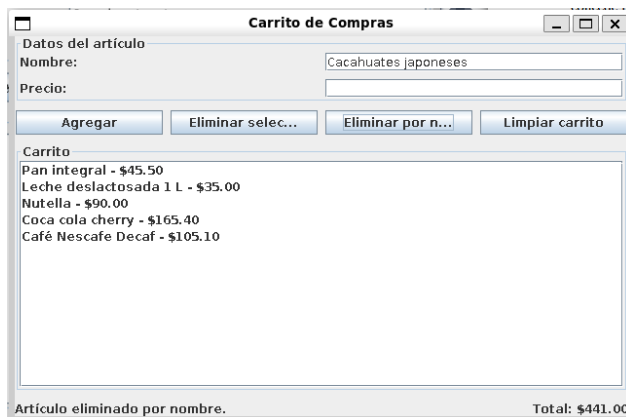 Carrito de Compras
Datos del artículo
Nombre: Cacahuates japoneses
Precio:
Agregar Eliminar selec... Eliminar por n... Limpiar carrito
Carrito
Pan integral - $45.50
Leche deslactosada 1 L - $35.00
Nutella - $90.00
Coca cola cherry - $165.40
Café Nescafe Decaf - $105.10
Artículo eliminado por nombre. Total: $441.00